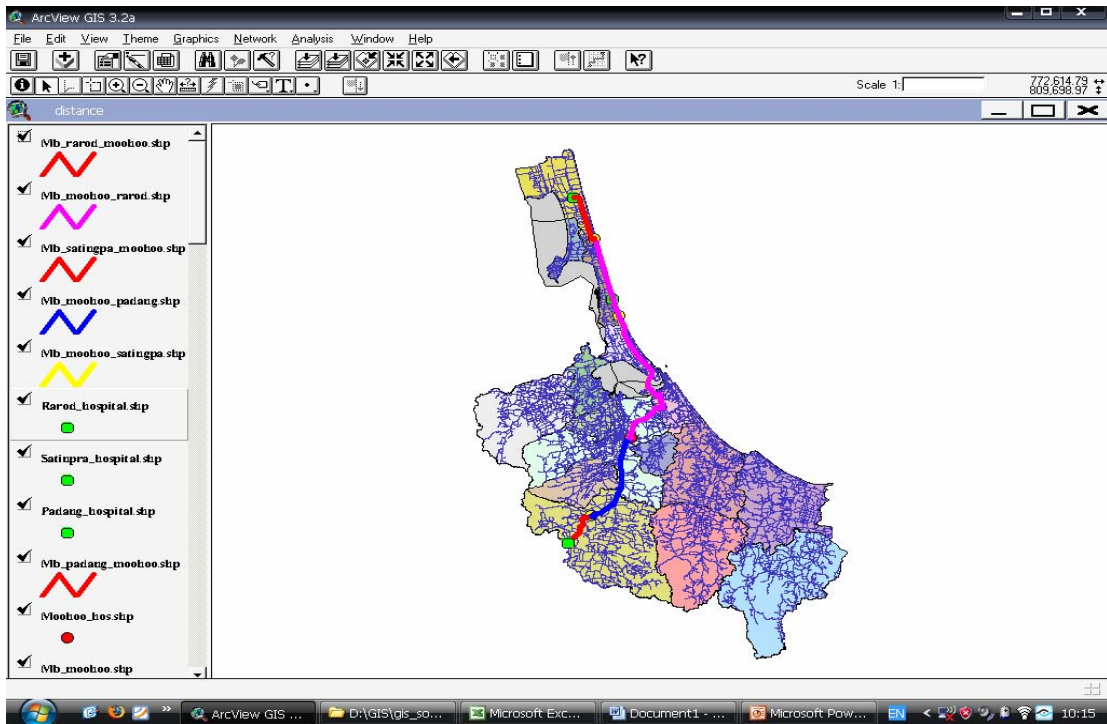 ArcView GIS 3.2a
File Edit View Theme Graphics Network Analysis Window Help
Scale 1:
772,614.79
809,698.97
distance
Mb_rarod_moohoo.shp
Mb_moohoo_rarod.shp
Mb_satingpa_moohoo.shp
Mb_moohoo_padang.shp
Mb_moohoo_satingpa.shp
Rarod_hospital.shp
Satinpra_hospital.shp
Padang_hospital.shp
Mb_padang_moohoo.shp
Moohoo_hos.shp
Mb_moohoo.shp
ArcView GIS ... D:\GIS\gis_so... Microsoft Exc... Document1 - ... Microsoft Pow... EN 10:15